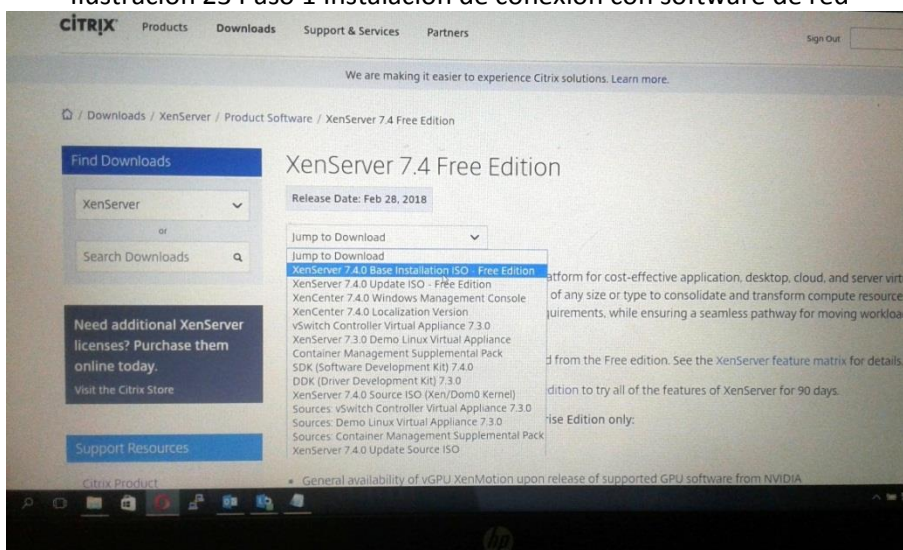 Ilustración 23 Paso 1 instalación de conexión con software de red
CİTRIX Products Downloads Support & Services Partners Sign Out
We are making it easier to experience Citrix solutions. Learn more.
/ Downloads / XenServer / Product Software / XenServer 7.4 Free Edition
Find Downloads
XenServer
or
Search Downloads
Need additional XenServer
licenses? Purchase them
online today.
Visit the Citrix Store
Support Resources
Citrix Product
XenServer 7.4 Free Edition
Release Date: Feb 28, 2018
Jump to Download
Jump to Download
XenServer 7.4.0 Base Installation ISO - Free Edition
XenServer 7.4.0 Update ISO - Free Edition
XenCenter 7.4.0 Windows Management Console
XenCenter 7.4.0 Localization Version
vSwitch Controller Virtual Appliance 7.3.0
XenServer 7.3.0 Demo Linux Virtual Appliance
Container Management Supplemental Pack
SDK (Software Development Kit) 7.4.0
DDK (Driver Development Kit) 7.3.0
XenServer 7.4.0 Source ISO (Xen/Dom0 Kernel)
Sources: vSwitch Controller Virtual Appliance 7.3.0
Sources: Demo Linux Virtual Appliance 7.3.0
Sources: Container Management Supplemental Pack
XenServer 7.4.0 Update Source ISO
atform for cost-effective application, desktop, cloud, and server virt
of any size or type to consolidate and transform compute resource
quirements, while ensuring a seamless pathway for moving workloa
d from the Free edition. See the XenServer feature matrix for details.
dition to try all of the features of XenServer for 90 days.
rise Edition only:
General availability of vGPU XenMotion upon release of supported GPU software from NVIDIA
hp